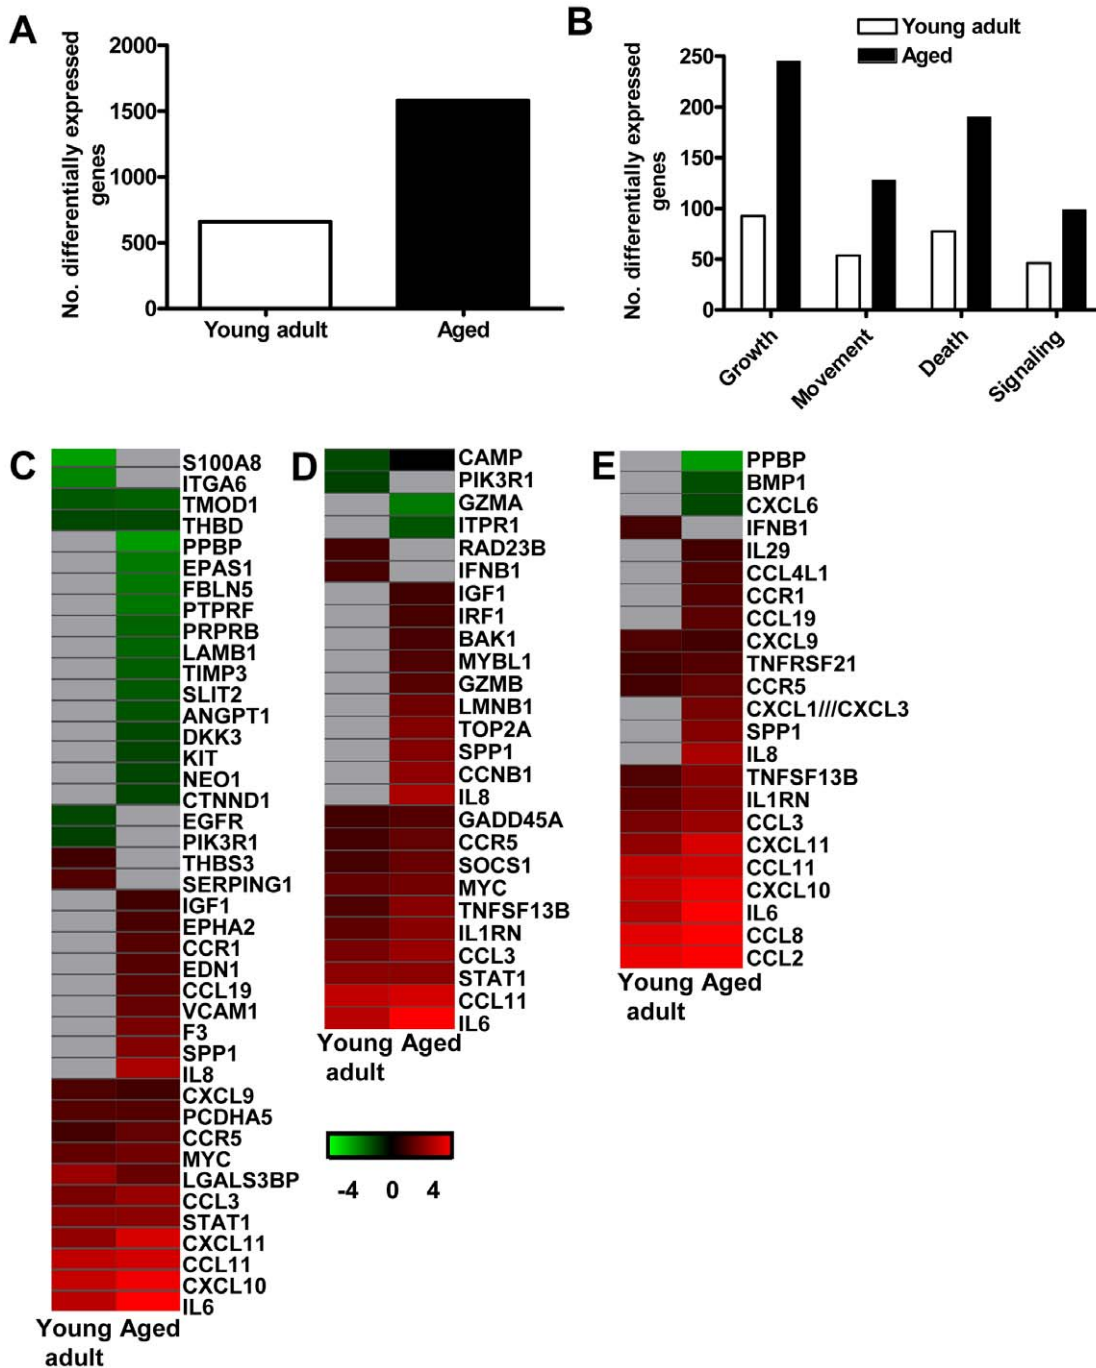 A
No. differentially expressed
genes
2000
1500
1000
500
0
Young adult
Aged
B
Young adult
Aged
No. differentially expressed
genes
250
200
150
100
50
0
Growth
Movement
Death
Signaling
C
S100A8
ITGA6
TMOD1
THBD
PPBP
EPAS1
FBLN5
PTPRF
PRPRB
LAMB1
TIMP3
SLIT2
ANGPT1
DKK3
KIT
NEO1
CTNND1
EGFR
PIK3R1
THBS3
SERPING1
IGF1
EPHA2
CCR1
EDN1
CCL19
VCAM1
F3
SPP1
IL8
CXCL9
PCDHA5
CCR5
MYC
LGALS3BP
CCL3
STAT1
CXCL11
CCL11
CXCL10
IL6
Young Aged
adult
D
CAMP
PIK3R1
GZMA
ITPR1
RAD23B
IFNB1
IGF1
IRF1
BAK1
MYBL1
GZMB
LMNB1
TOP2A
SPP1
CCNB1
IL8
GADD45A
CCR5
SOCS1
MYC
TNFSF13B
IL1RN
CCL3
STAT1
CCL11
IL6
Young Aged
adult
-4 0 4
E
PPBP
BMP1
CXCL6
IFNB1
IL29
CCL4L1
CCR1
CCL19
CXCL9
TNFRSF21
CCR5
CXCL1///CXCL3
SPP1
IL8
TNFSF13B
IL1RN
CCL3
CXCL11
CCL11
CXCL10
IL6
CCL8
CCL2
Young Aged
adult